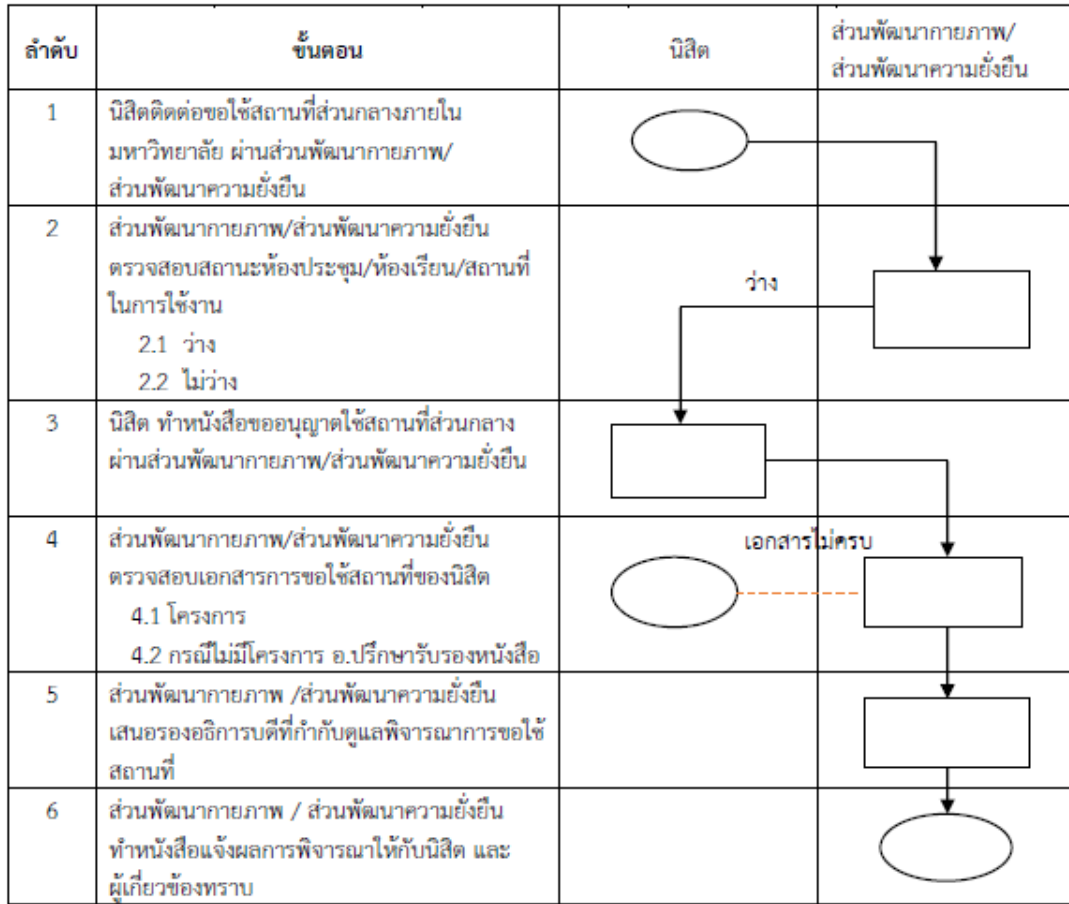 ลำดับ
ขั้นตอน
นิสิต
ส่วนพัฒนากายภาพ/
ส่วนพัฒนาความยั่งยืน
1
นิสิตติดต่อขอใช้สถานที่ส่วนกลางภายใน
มหาวิทยาลัย ผ่านส่วนพัฒนากายภาพ/
ส่วนพัฒนาความยั่งยืน
2
ส่วนพัฒนากายภาพ/ส่วนพัฒนาความยั่งยืน
ตรวจสอบสถานะห้องประชุม/ห้องเรียน/สถานที่
ในการใช้งาน
2.1 ว่าง
2.2 ไม่ว่าง
ว่าง
3
นิสิต ทำหนังสือขออนุญาตใช้สถานที่ส่วนกลาง
ผ่านส่วนพัฒนากายภาพ/ส่วนพัฒนาความยั่งยืน
4
ส่วนพัฒนากายภาพ/ส่วนพัฒนาความยั่งยืน
ตรวจสอบเอกสารการขอใช้สถานที่ของนิสิต
4.1 โครงการ
4.2 กรณีไม่มีโครงการ อ.ปรึกษารับรองหนังสือ
เอกสารไม่ครบ
5
ส่วนพัฒนากายภาพ /ส่วนพัฒนาความยั่งยืน
เสนอรองอธิการบดีที่กำกับดูแลพิจารณาการขอใช้
สถานที่
6
ส่วนพัฒนากายภาพ / ส่วนพัฒนาความยั่งยืน
ทำหนังสือแจ้งผลการพิจารณาให้กับนิสิต และ
ผู้เกี่ยวข้องทราบ